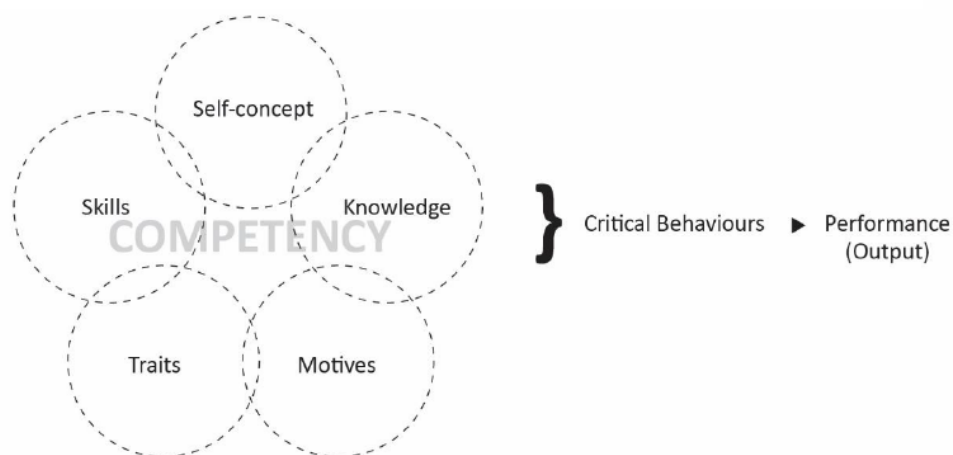 Self-concept
Skills
Knowledge
COMPETENCY
Traits
Motives
}
Critical Behaviours ▶ Performance
(Output)